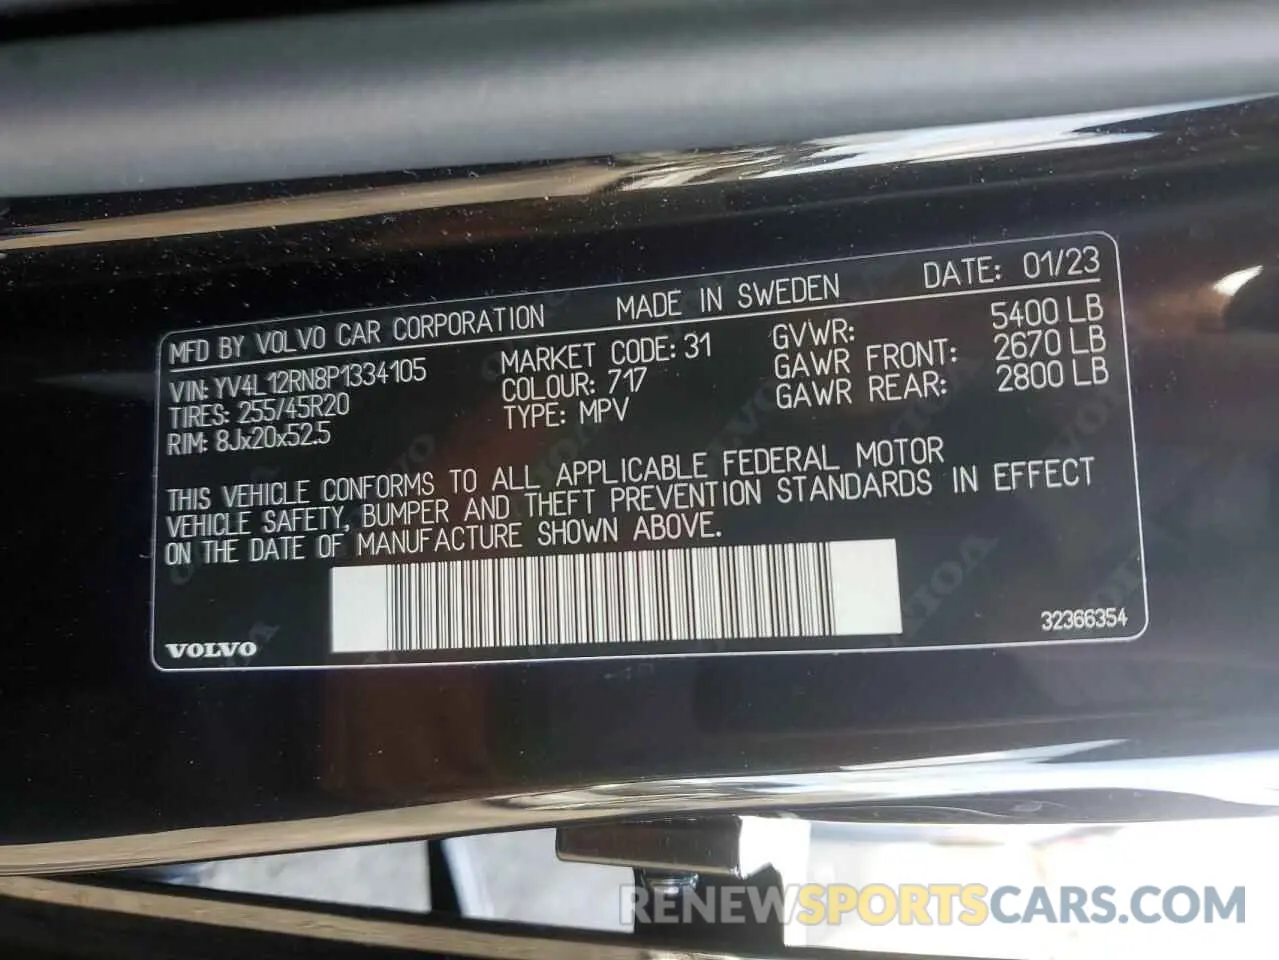 MFD BY VOLVO CAR CORPORATION MADE IN SWEDEN DATE: 01/23
VIN: YV4L12RN8P1334105 MARKET CODE: 31 GVWR: 5400 LB
TIRES: 255/45R20 COLOUR: 717 GAWR FRONT: 2670 LB
RIM: 8Jx20x52.5 TYPE: MPV GAWR REAR: 2800 LB
THIS VEHICLE CONFORMS TO ALL APPLICABLE FEDERAL MOTOR
VEHICLE SAFETY, BUMPER AND THEFT PREVENTION STANDARDS IN EFFECT
ON THE DATE OF MANUFACTURE SHOWN ABOVE.
VOLVO 32366354
RENEWSPORTSCARS.COM